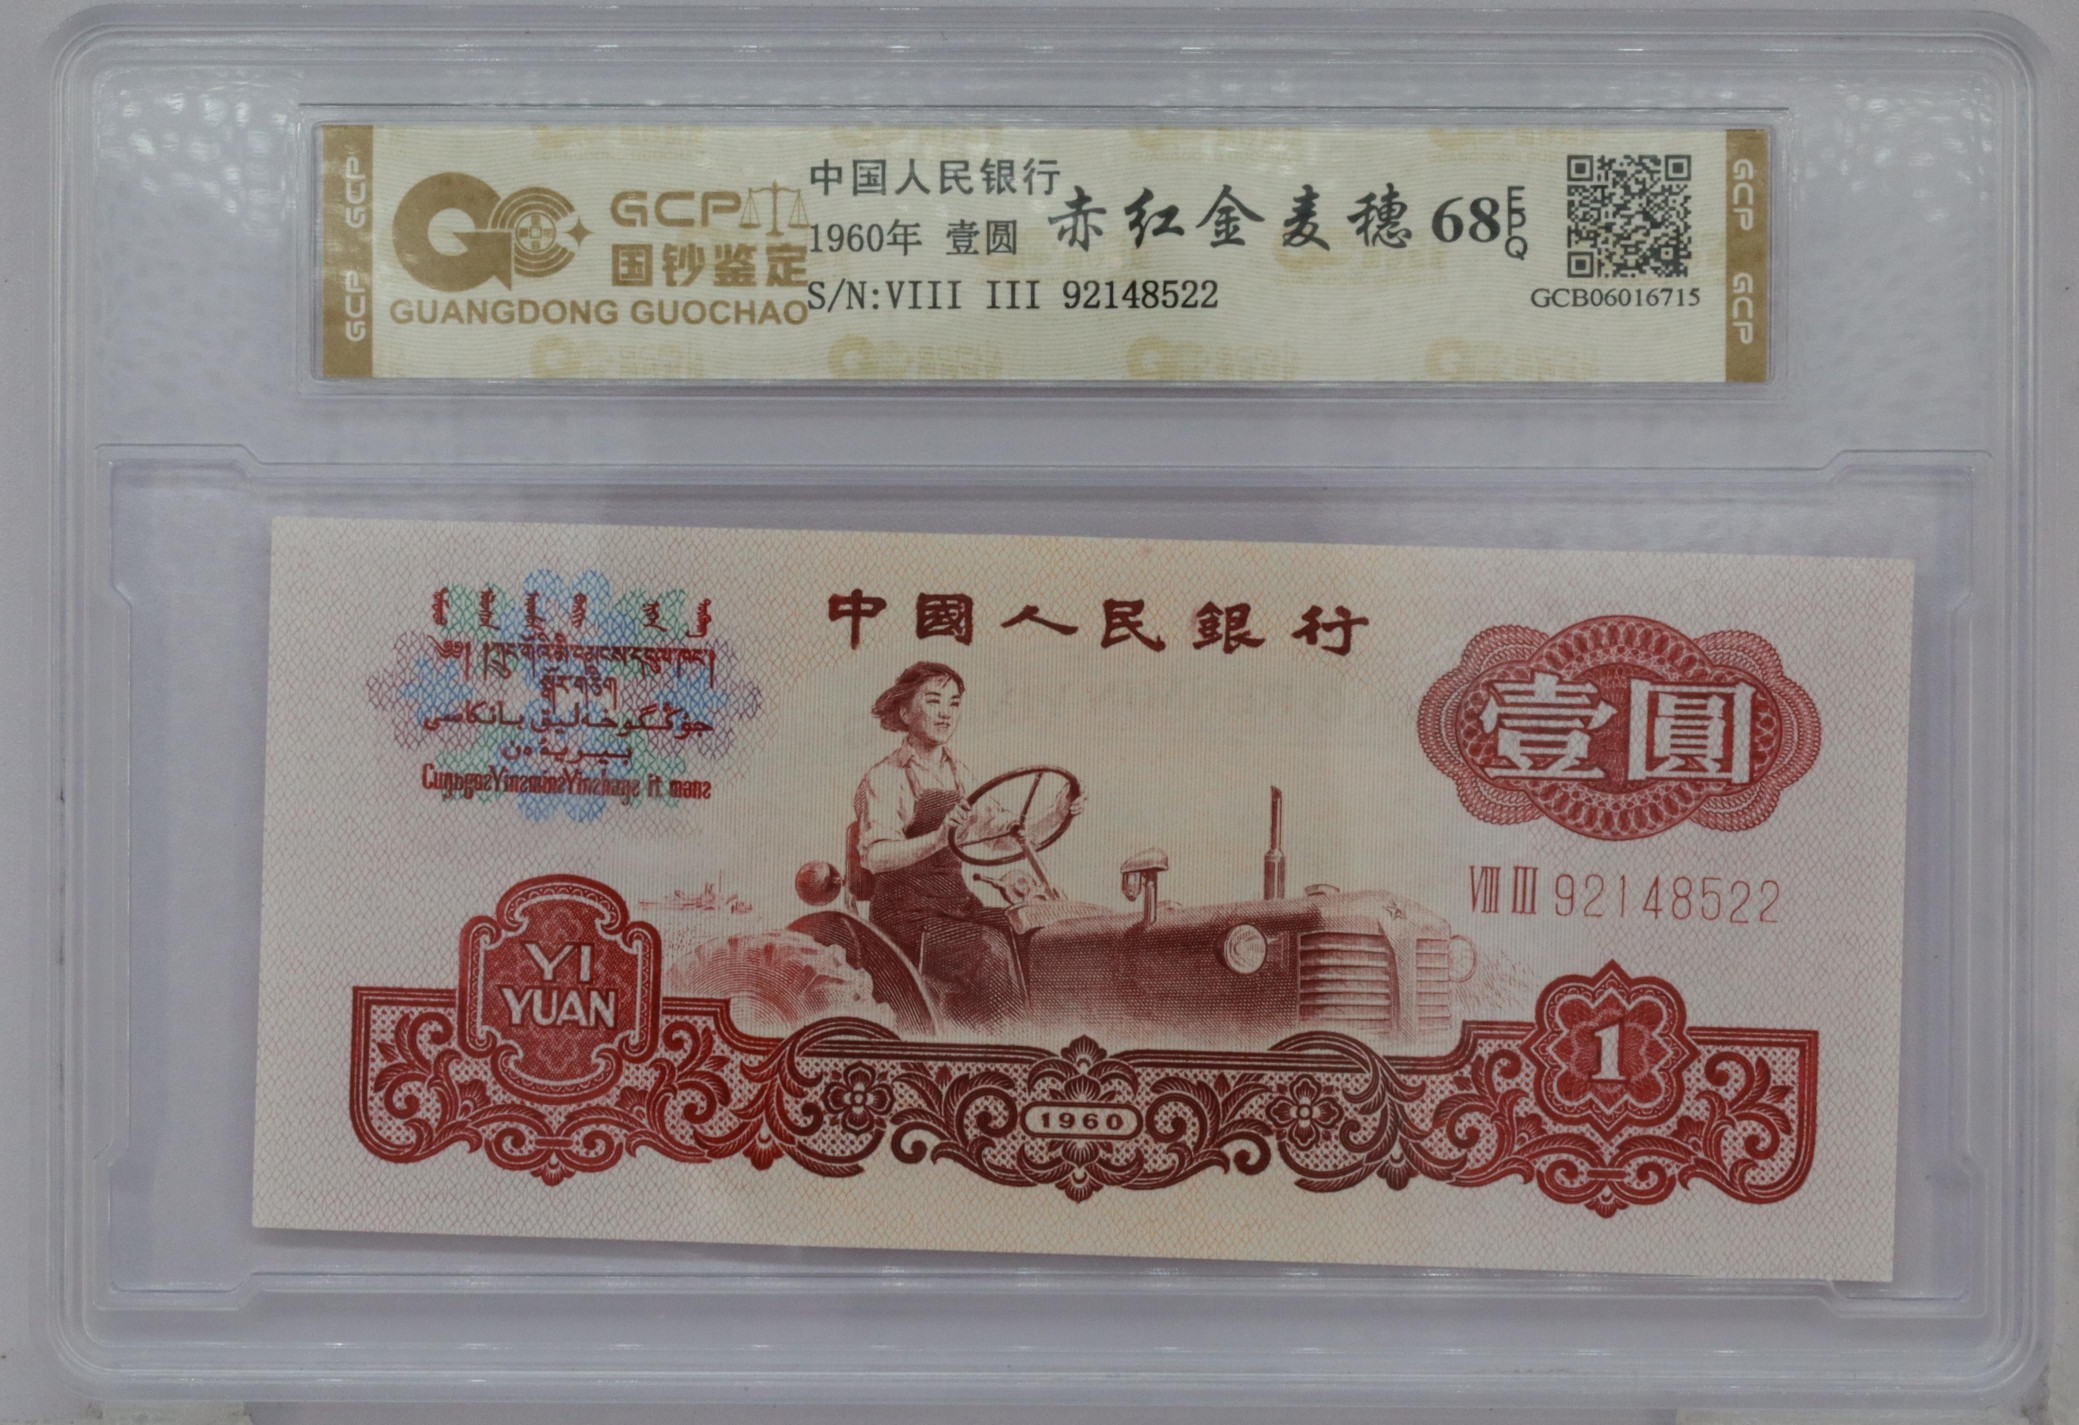 GCP
GCP
GCP
国钞鉴定
GUANGDONG GUOCHAO
中国人民银行
1960年 壹圆
赤红金麦穗
68
EPQ
S/N:VIII III 92148522
GCB06016715
GCP
GCP
中國人民銀行
壹圓
VIII III 92148522
YI
YUAN
1960
1